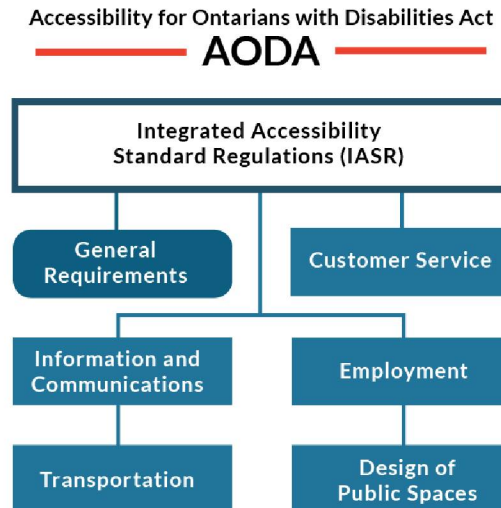 Accessibility for Ontarians with Disabilities Act
AODA
Integrated Accessibility
Standard Regulations (IASR)
General
Requirements
Customer Service
Information and
Communications
Employment
Transportation
Design of
Public Spaces